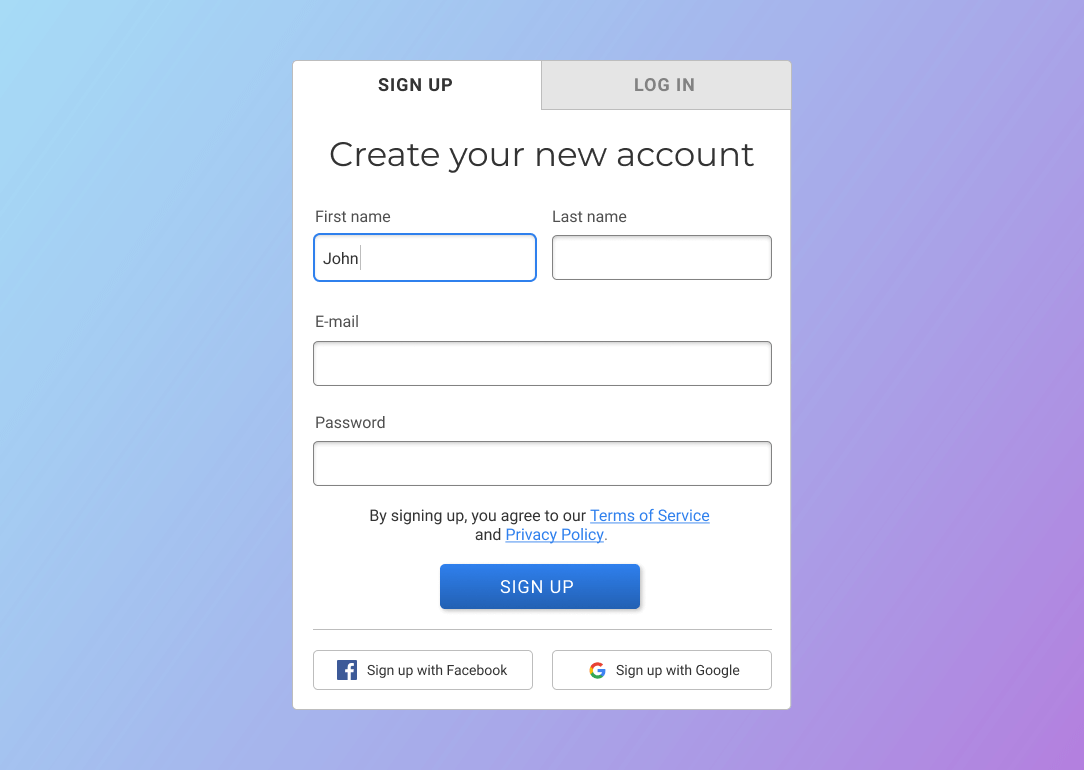 SIGN UP
LOG IN
Create your new account
First name
Last name
John
E-mail
Password
By signing up, you agree to our Terms of Service
and Privacy Policy.
SIGN UP
Sign up with Facebook
Sign up with Google